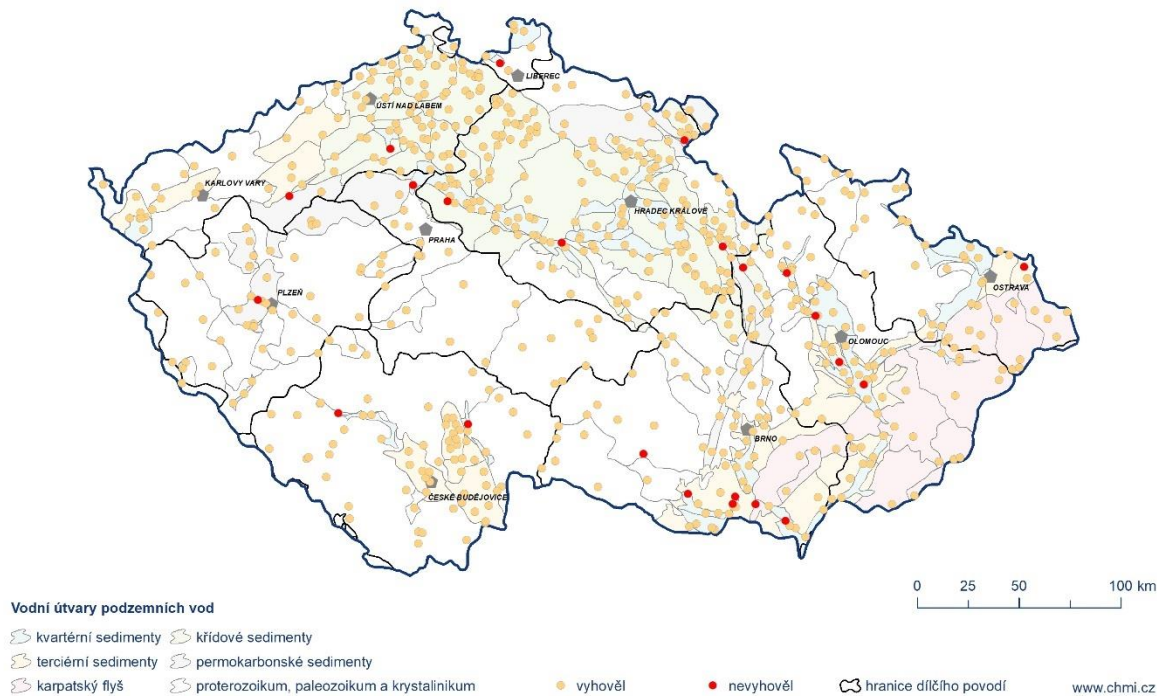 LIBEREC
ÚSTÍ NAD LABEM
KARLOVY VARY
HRADEC KRÁLOVÉ
PRAHA
PLZEŇ
OSTRAVA
OLOMOUC
BRNO
ČESKÉ BUDĚJOVICE
0 25 50 100 km
Vodní útvary podzemních vod
kvartérní sedimenty křídové sedimenty
terciérní sedimenty permokarbonské sedimenty
karpatský flyš proterozoikum, paleozoikum a krystalinikum vyhověl nevyhověl hranice dílčího povodí www.chmi.cz